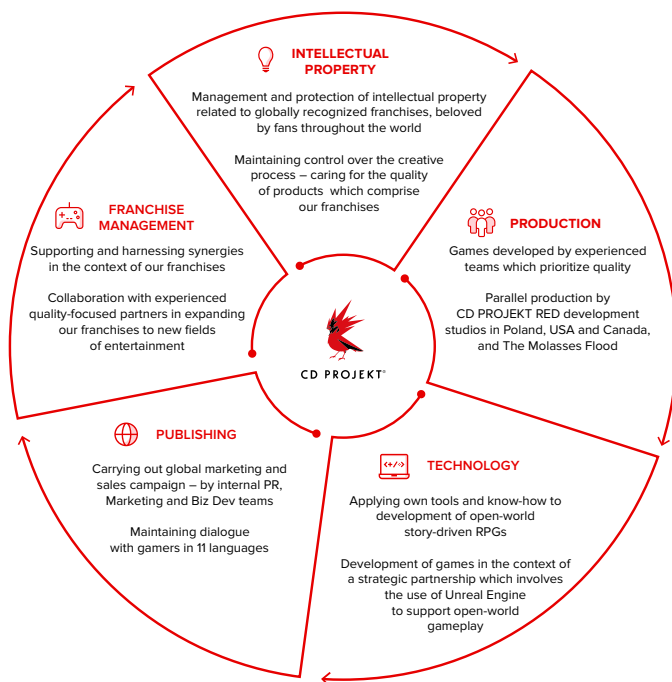 INTELLECTUAL
PROPERTY
Management and protection of intellectual property
related to globally recognized franchises, beloved
by fans throughout the world
Maintaining control over the creative
process – caring for the quality
of products which comprise
our franchises
FRANCHISE
MANAGEMENT
Supporting and harnessing synergies
in the context of our franchises
Collaboration with experienced
quality-focused partners in expanding
our franchises to new fields
of entertainment
PRODUCTION
Games developed by experienced
teams which prioritize quality
Parallel production by
CD PROJEKT RED development
studios in Poland, USA and Canada,
and The Molasses Flood
CD PROJEKT®
PUBLISHING
Carrying out global marketing and
sales campaign – by internal PR,
Marketing and Biz Dev teams
Maintaining dialogue
with gamers in 11 languages
TECHNOLOGY
Applying own tools and know-how to
development of open-world
story-driven RPGs
Development of games in the context of
a strategic partnership which involves
the use of Unreal Engine
to support open-world
gameplay